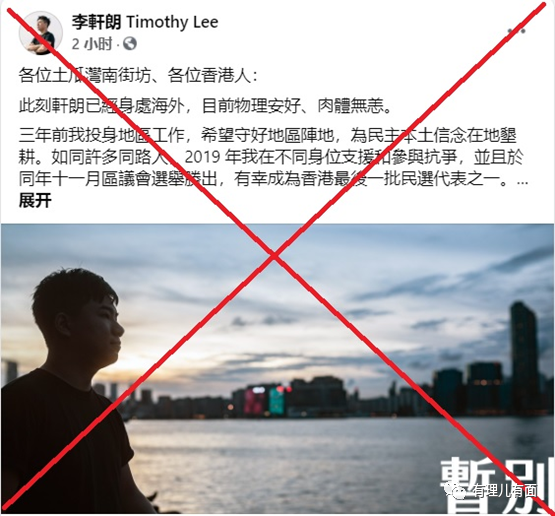 李軒朗 Timothy Lee
2 小时
各位土瓜灣南街坊、各位香港人：
此刻軒朗已經身處海外，目前物理安好、肉體無恙。
三年前我投身地區工作，希望守好地區陣地，為民主本土信念在地墾
耕。如同許多同路人，2019 年我在不同身位支援和參與抗爭，並且於
同年十一月區議會選舉勝出，有幸成為香港最後一批民選代表之一。...
展开
暫別
有理儿有面